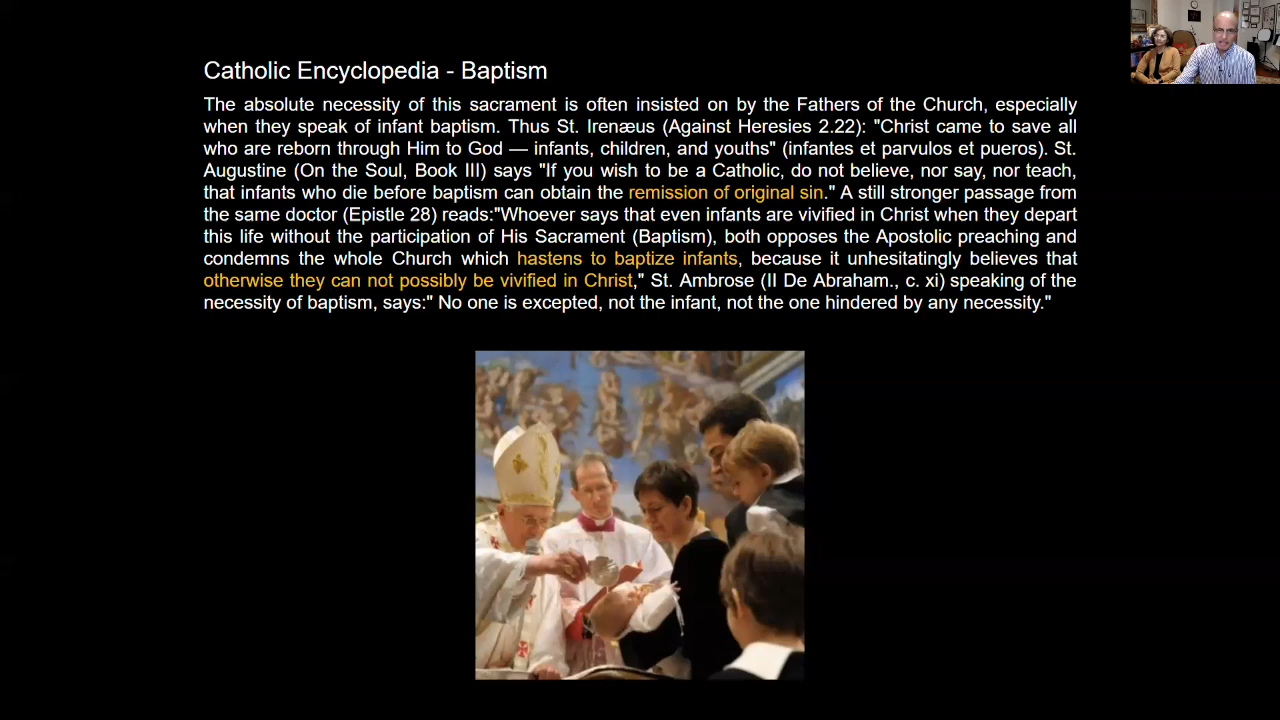 Catholic Encyclopedia - Baptism
The absolute necessity of this sacrament is often insisted on by the Fathers of the Church, especially
when they speak of infant baptism. Thus St. Irenæus (Against Heresies 2.22): "Christ came to save all
who are reborn through Him to God — infants, children, and youths" (infantes et parvulos et pueros). St.
Augustine (On the Soul, Book III) says "If you wish to be a Catholic, do not believe, nor say, nor teach,
that infants who die before baptism can obtain the remission of original sin." A still stronger passage from
the same doctor (Epistle 28) reads:"Whoever says that even infants are vivified in Christ when they depart
this life without the participation of His Sacrament (Baptism), both opposes the Apostolic preaching and
condemns the whole Church which hastens to baptize infants, because it unhesitatingly believes that
otherwise they can not possibly be vivified in Christ," St. Ambrose (II De Abraham., c. xi) speaking of the
necessity of baptism, says:" No one is excepted, not the infant, not the one hindered by any necessity."